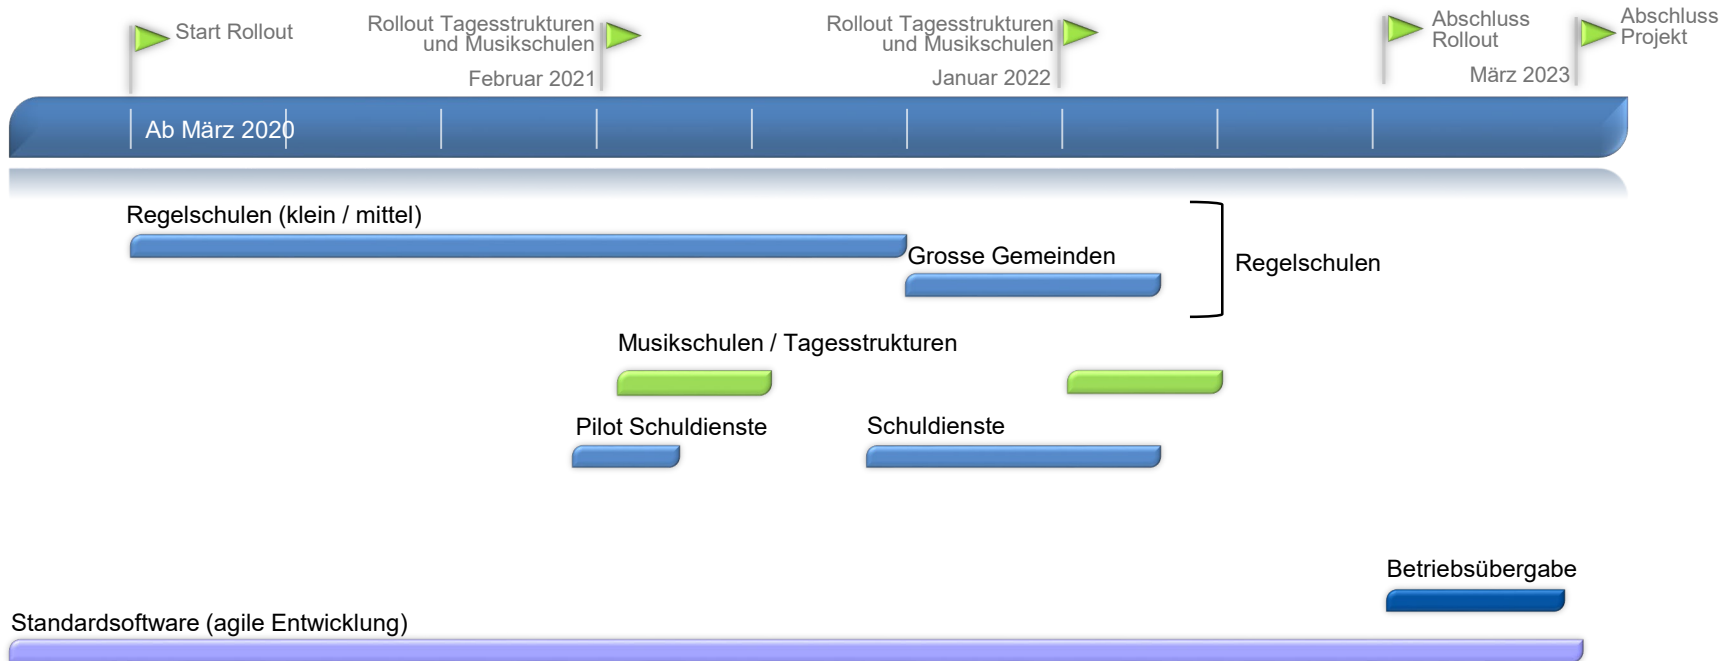 Start Rollout
Rollout Tagesstrukturen
und Musikschulen
Februar 2021
Rollout Tagesstrukturen
und Musikschulen
Januar 2022
Abschluss
Rollout
März 2023
Abschluss
Projekt
Ab März 2020
Regelschulen (klein / mittel)
Grosse Gemeinden
Regelschulen
Musikschulen / Tagesstrukturen
Pilot Schuldienste
Schuldienste
Betriebsübergabe
Standardsoftware (agile Entwicklung)